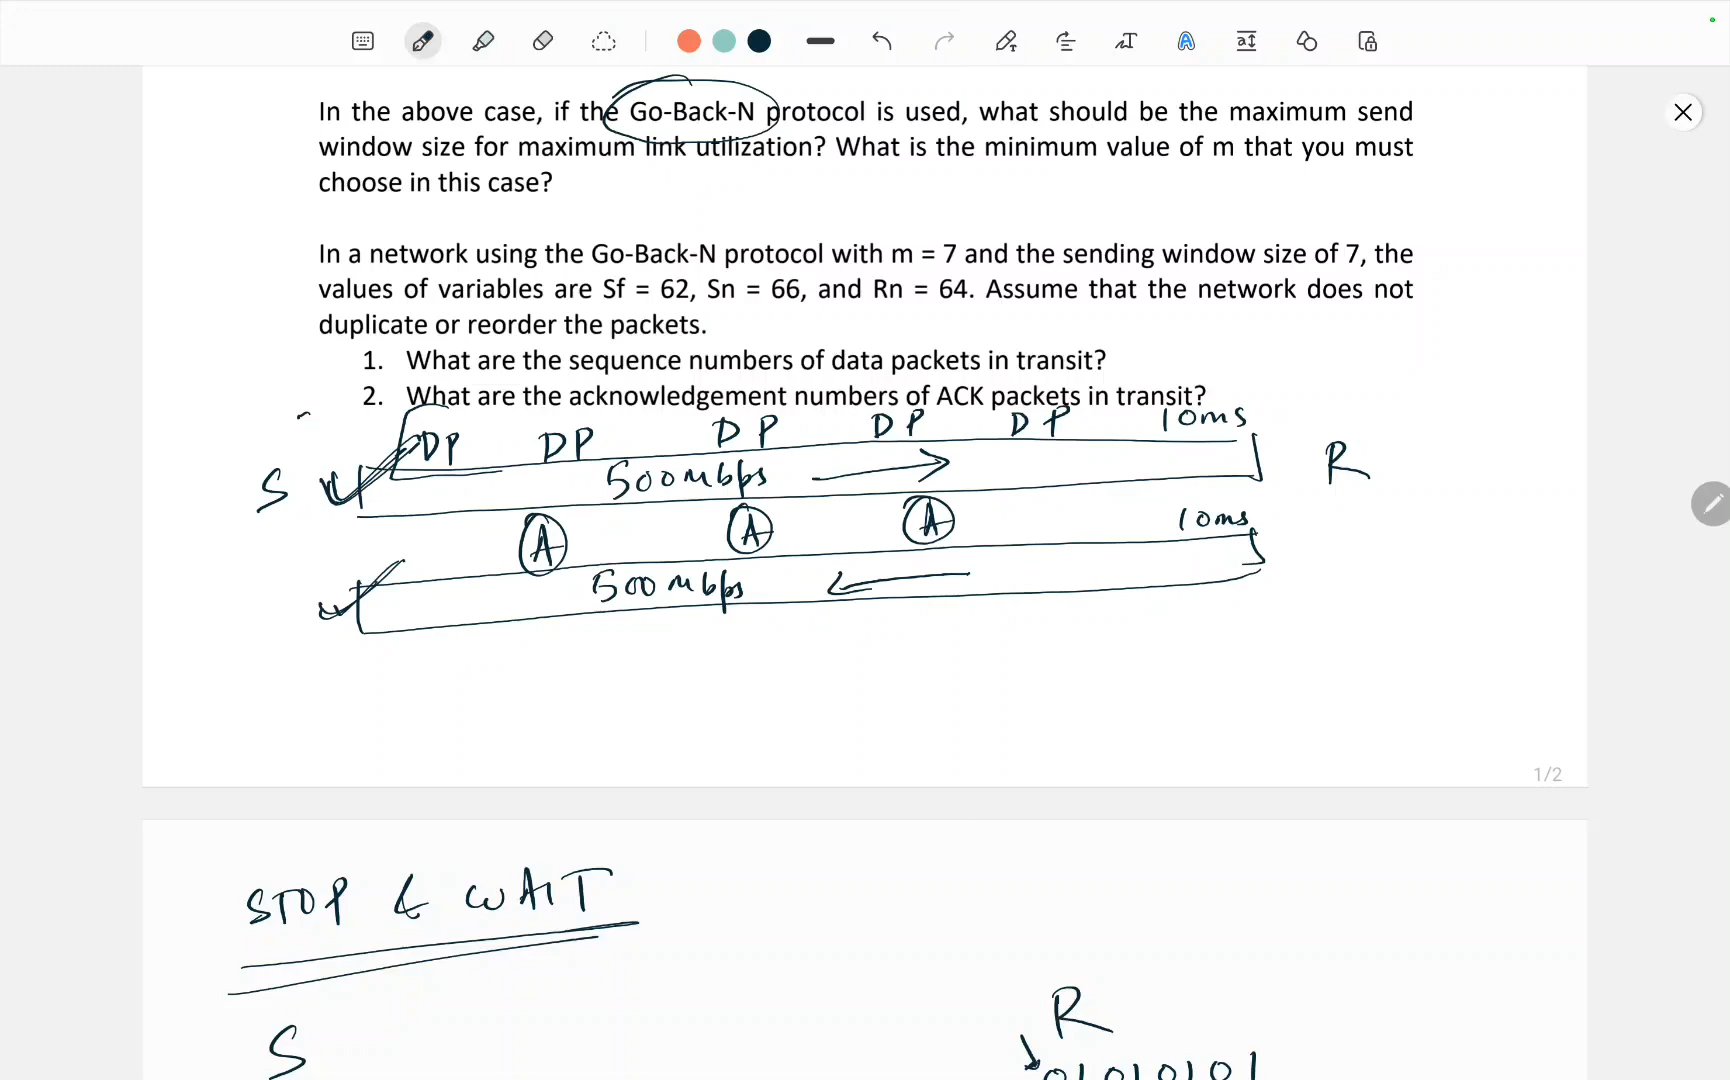 In the above case, if the Go-Back-N protocol is used, what should be the maximum send
window size for maximum link utilization? What is the minimum value of m that you must
choose in this case?
In a network using the Go-Back-N protocol with m = 7 and the sending window size of 7, the
values of variables are Sf = 62, Sn = 66, and Rn = 64. Assume that the network does not
duplicate or reorder the packets.
1. What are the sequence numbers of data packets in transit?
2. What are the acknowledgement numbers of ACK packets in transit?
DP DP DP DP DP 10ms
S 500Mbps R
A A A 10ms
500Mbps
1/2
STOP & WAIT
R
S
01010101